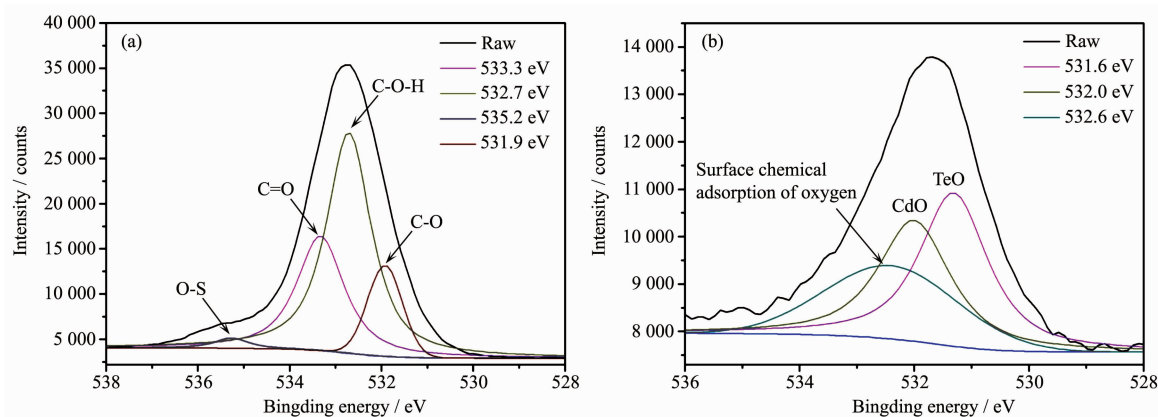 (a)
40 000
35 000
30 000
25 000
20 000
15 000
10 000
5 000
Intensity / counts
Raw
533.3 eV
532.7 eV
535.2 eV
531.9 eV
C-O-H
C=O
C-O
O-S
538
536
534
532
530
528
Bingding energy / eV
(b)
14 000
13 000
12 000
11 000
10 000
9 000
8 000
Intensity / counts
Raw
531.6 eV
532.0 eV
532.6 eV
Surface chemical
adsorption of oxygen
CdO
TeO
536
534
532
530
528
Bingding energy / eV